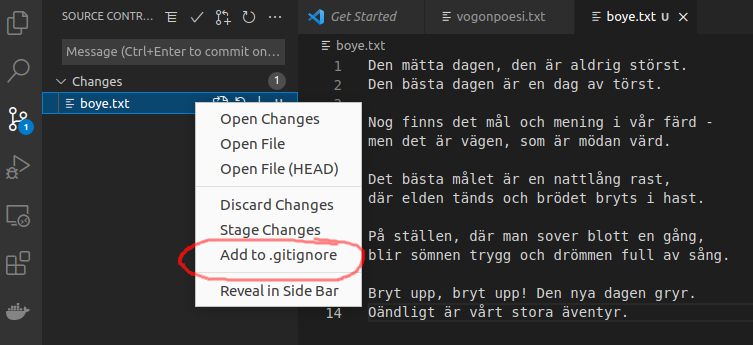 SOURCE CONTR...
Message (Ctrl+Enter to commit on...
Changes
1
boye.txt
U
1
Open Changes
Open File
Open File (HEAD)
Discard Changes
Stage Changes
Add to .gitignore
Reveal in Side Bar
Get Started
vogonpoesi.txt
boye.txt U
boye.txt
1 Den mätta dagen, den är aldrig störst.
2 Den bästa dagen är en dag av törst.
Nog finns det mål och mening i vår färd -
men det är vägen, som är mödan värd.
Det bästa målet är en nattlång rast,
där elden tänds och brödet bryts i hast.
På ställen, där man sover blott en gång,
blir sömnen trygg och drömmen full av sång.
Bryt upp, bryt upp! Den nya dagen gryr.
14 Oändligt är vårt stora äventyr.